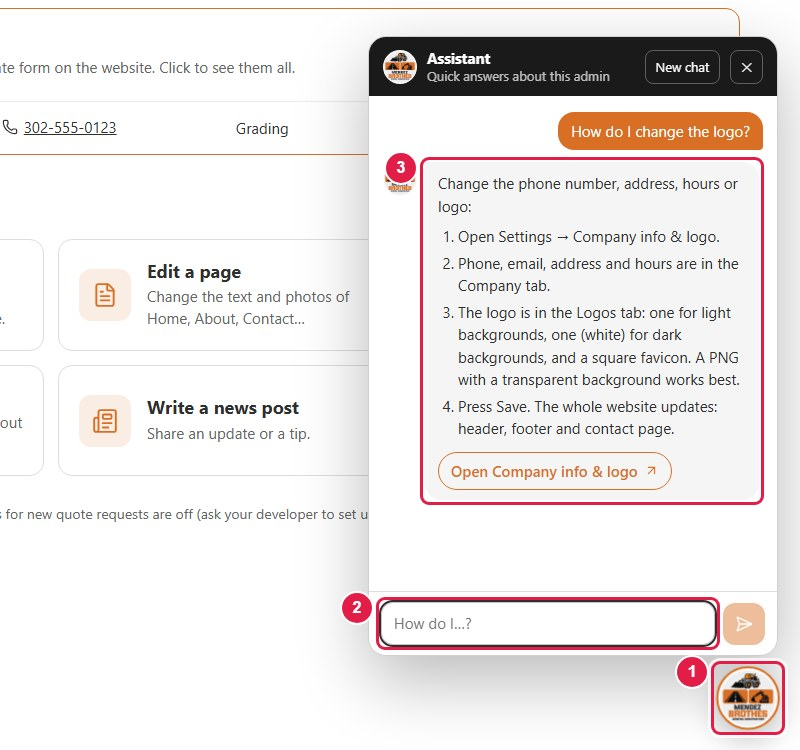 te form on the website. Click to see them all.
302-555-0123
Grading
Edit a page
Change the text and photos of
Home, About, Contact...
e.
Write a news post
Share an update or a tip.
out
s for new quote requests are off (ask your developer to set u
Assistant
Quick answers about this admin
New chat
How do I change the logo?
3
Change the phone number, address, hours or
logo:
1. Open Settings → Company info & logo.
2. Phone, email, address and hours are in the
Company tab.
3. The logo is in the Logos tab: one for light
backgrounds, one (white) for dark
backgrounds, and a square favicon. A PNG
with a transparent background works best.
4. Press Save. The whole website updates:
header, footer and contact page.
Open Company info & logo
2
How do I...?
1
MENDEZ
BROTHES